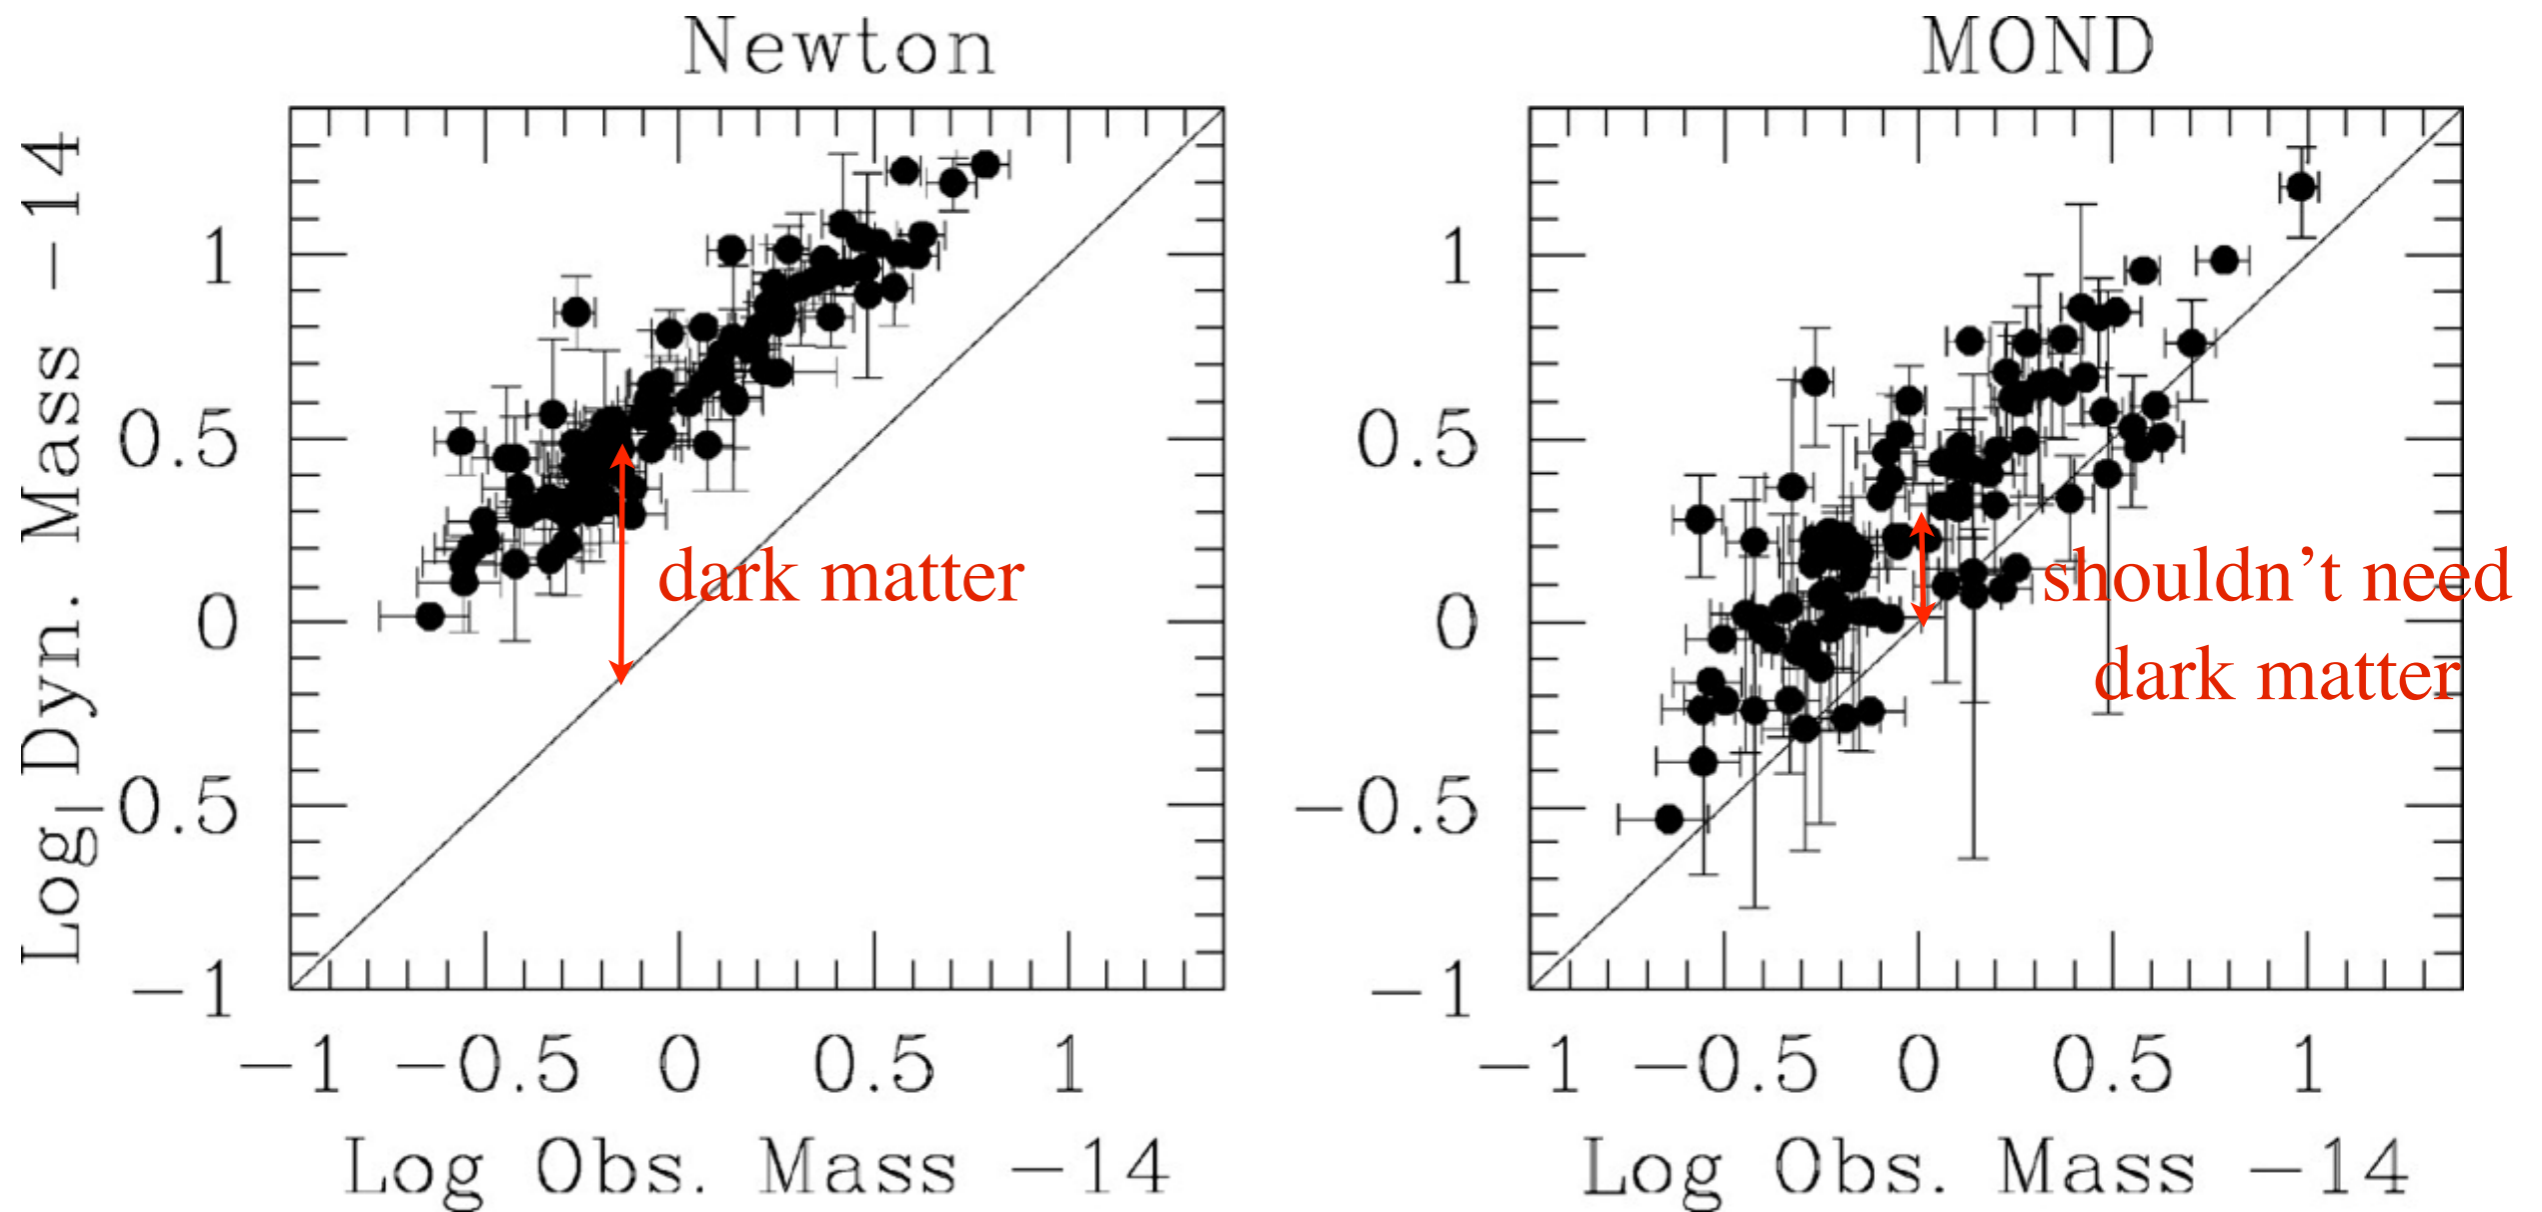 Newton
MOND
Log Dyn. Mass -14
1
0.5
0
-0.5
-1
-1 -0.5 0 0.5 1
Log Obs. Mass -14
dark matter
1
0.5
0
-0.5
-1
-1 -0.5 0 0.5 1
Log Obs. Mass -14
shouldn't need
dark matter